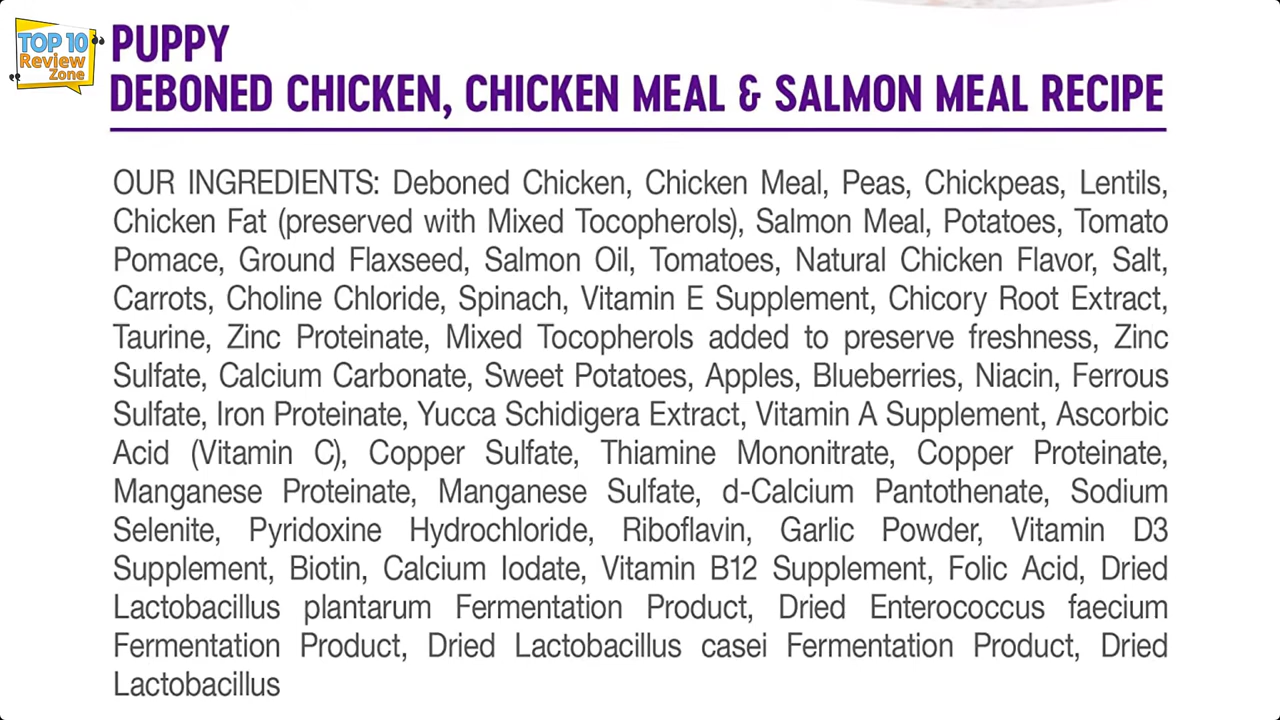 TOP 10
Review
Zone
PUPPY
DEBONED CHICKEN, CHICKEN MEAL & SALMON MEAL RECIPE
OUR INGREDIENTS: Deboned Chicken, Chicken Meal, Peas, Chickpeas, Lentils,
Chicken Fat (preserved with Mixed Tocopherols), Salmon Meal, Potatoes, Tomato
Pomace, Ground Flaxseed, Salmon Oil, Tomatoes, Natural Chicken Flavor, Salt,
Carrots, Choline Chloride, Spinach, Vitamin E Supplement, Chicory Root Extract,
Taurine, Zinc Proteinate, Mixed Tocopherols added to preserve freshness, Zinc
Sulfate, Calcium Carbonate, Sweet Potatoes, Apples, Blueberries, Niacin, Ferrous
Sulfate, Iron Proteinate, Yucca Schidigera Extract, Vitamin A Supplement, Ascorbic
Acid (Vitamin C), Copper Sulfate, Thiamine Mononitrate, Copper Proteinate,
Manganese Proteinate, Manganese Sulfate, d-Calcium Pantothenate, Sodium
Selenite, Pyridoxine Hydrochloride, Riboflavin, Garlic Powder, Vitamin D3
Supplement, Biotin, Calcium Iodate, Vitamin B12 Supplement, Folic Acid, Dried
Lactobacillus plantarum Fermentation Product, Dried Enterococcus faecium
Fermentation Product, Dried Lactobacillus casei Fermentation Product, Dried
Lactobacillus